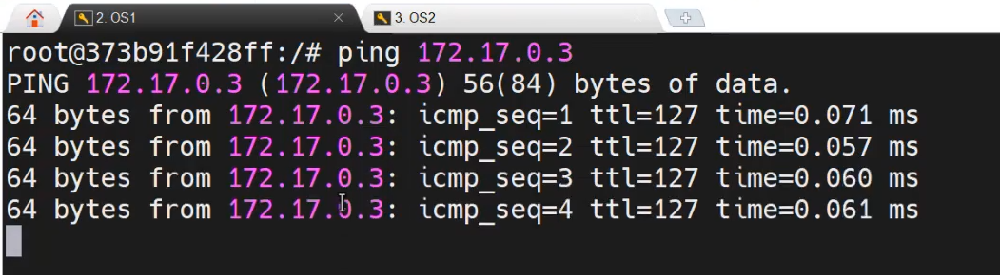 2. OS1
3. OS2
root@373b91f428ff:/# ping 172.17.0.3
PING 172.17.0.3 (172.17.0.3) 56(84) bytes of data.
64 bytes from 172.17.0.3: icmp_seq=1 ttl=127 time=0.071 ms
64 bytes from 172.17.0.3: icmp_seq=2 ttl=127 time=0.057 ms
64 bytes from 172.17.0.3: icmp_seq=3 ttl=127 time=0.060 ms
64 bytes from 172.17.0.3: icmp_seq=4 ttl=127 time=0.061 ms